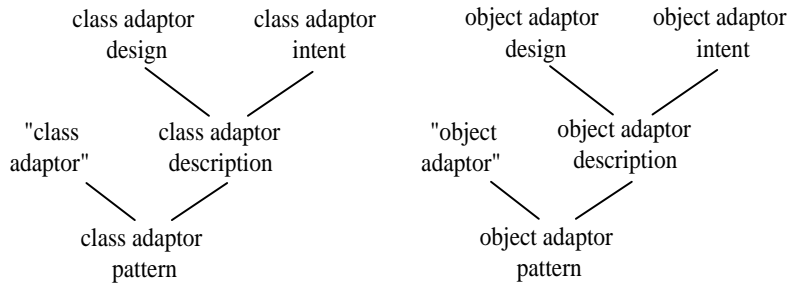 class adaptor
design
class adaptor
intent
"class
adaptor"
class adaptor
description
class adaptor
pattern
object adaptor
design
object adaptor
intent
"object
adaptor"
object adaptor
description
object adaptor
pattern